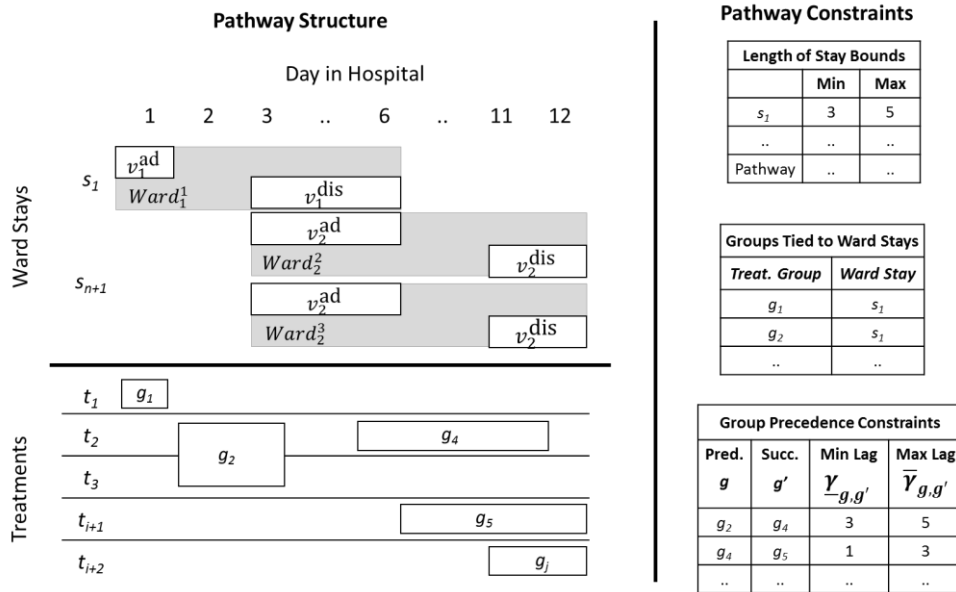 Pathway Structure
Day in Hospital
1 2 3 .. 6 .. 11 12
Ward Stays
s₁
v₁ᵃᵈ
Ward₁¹
v₁ᵈⁱˢ
sₙ₊₁
v₂ᵃᵈ
Ward₂²
v₂ᵈⁱˢ
v₂ᵃᵈ
Ward₂³
v₂ᵈⁱˢ
Treatments
t₁ g₁
t₂ g₄
g₂
t₃
tᵢ₊₁ g₅
tᵢ₊₂ gⱼ
Pathway Constraints
Length of Stay Bounds
Min Max
s₁ 3 5
.. .. ..
Pathway .. ..
Groups Tied to Ward Stays
Treat. Group Ward Stay
g₁ s₁
g₂ s₁
.. ..
Group Precedence Constraints
Pred. Succ. Min Lag Max Lag
g g' γ̲g,g' γ̅g,g'
g₂ g₄ 3 5
g₄ g₅ 1 3
.. .. .. ..